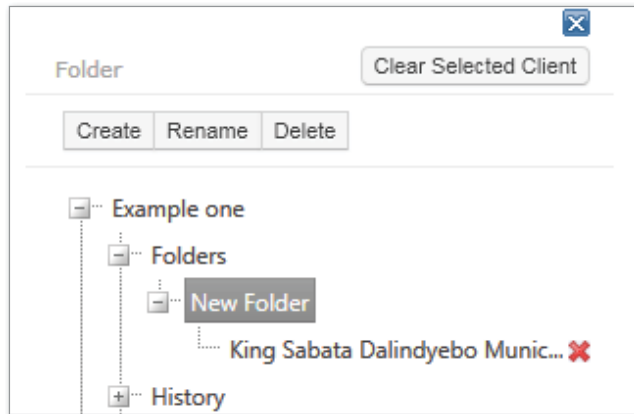 Folder
Clear Selected Client
Create Rename Delete
Example one
Folders
New Folder
King Sabata Dalindyebo Munic...
History